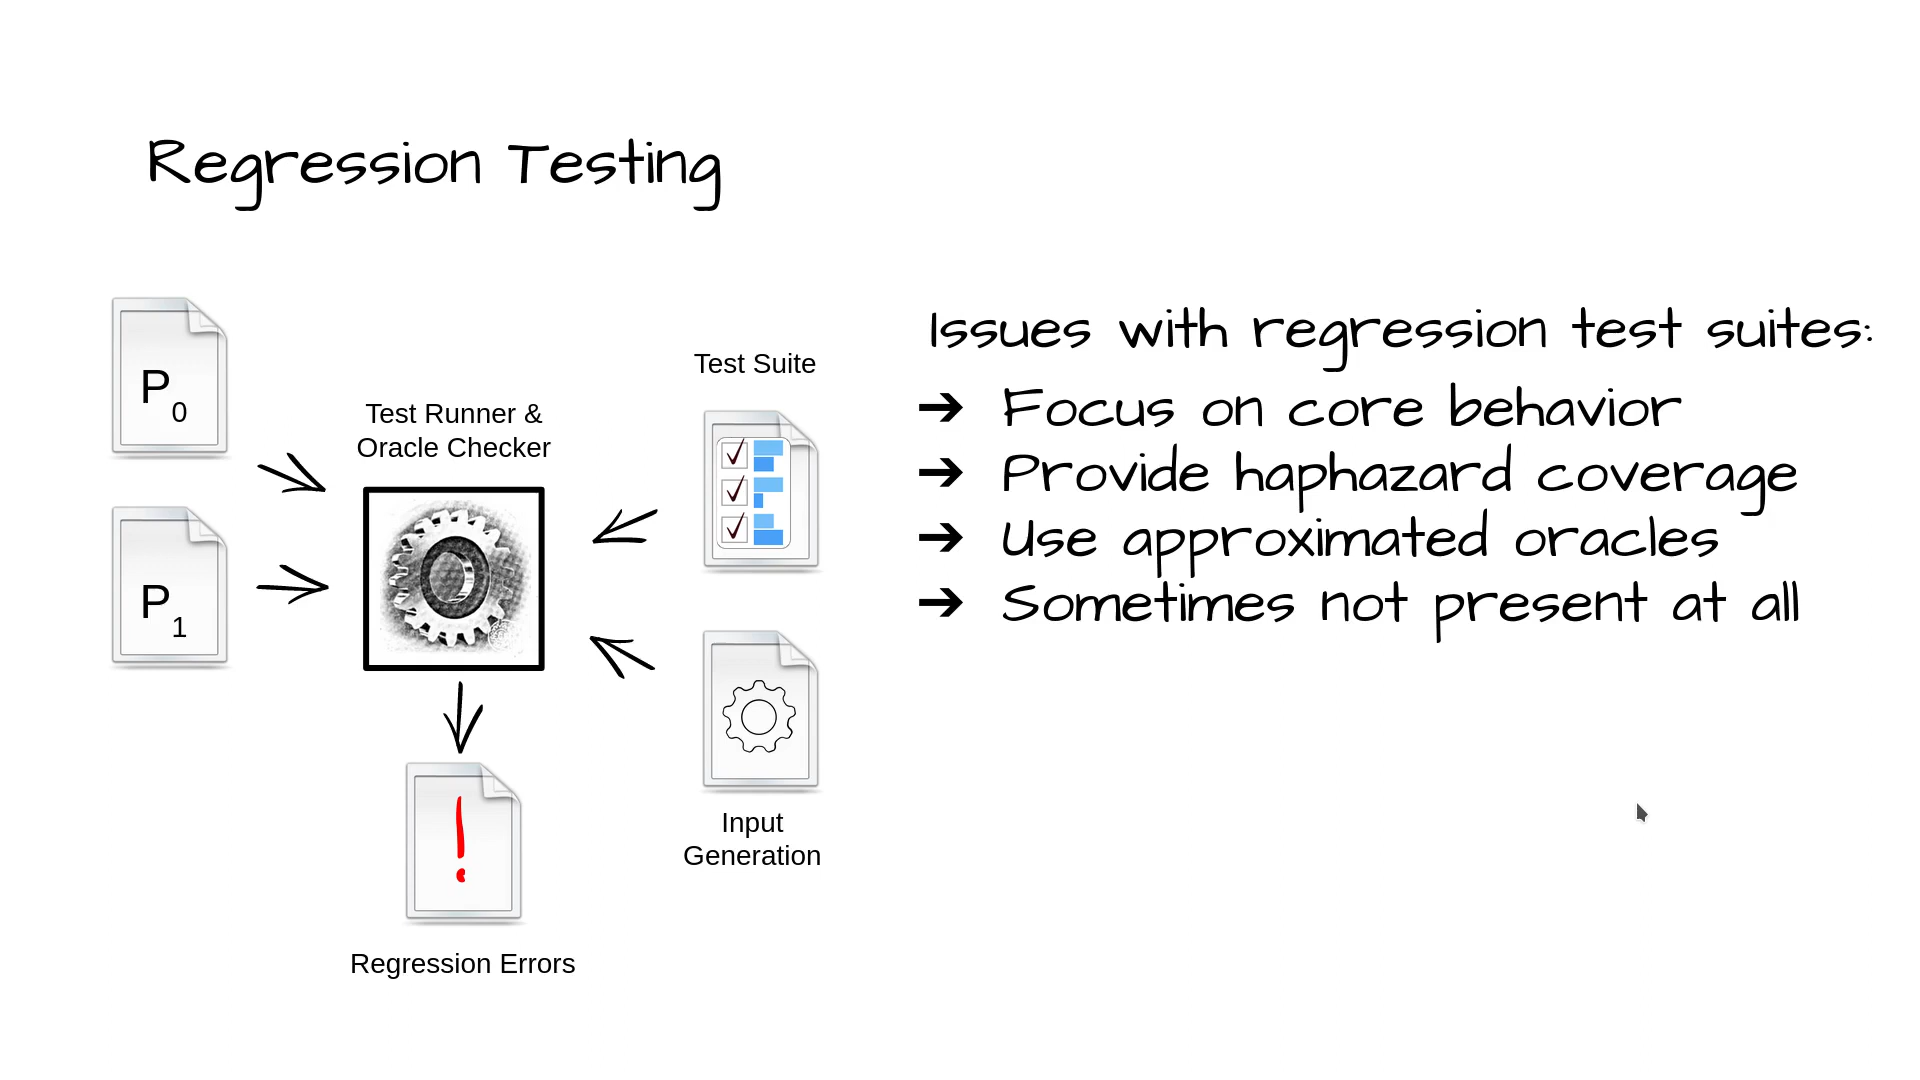 Regression Testing
P0
P1
Test Runner &
Oracle Checker
Test Suite
Input
Generation
!
Regression Errors
Issues with regression test suites:
➔ Focus on core behavior
➔ Provide haphazard coverage
➔ Use approximated oracles
➔ Sometimes not present at all